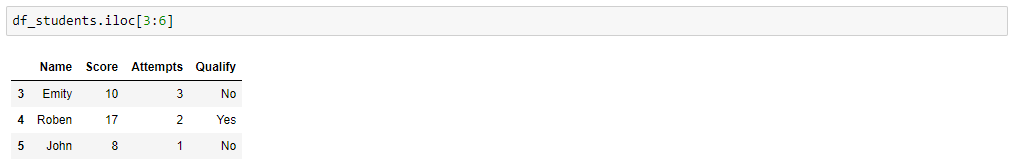 df_students.iloc[3:6]
Name Score Attempts Qualify
3 Emity 10 3 No
4 Roben 17 2 Yes
5 John 8 1 No